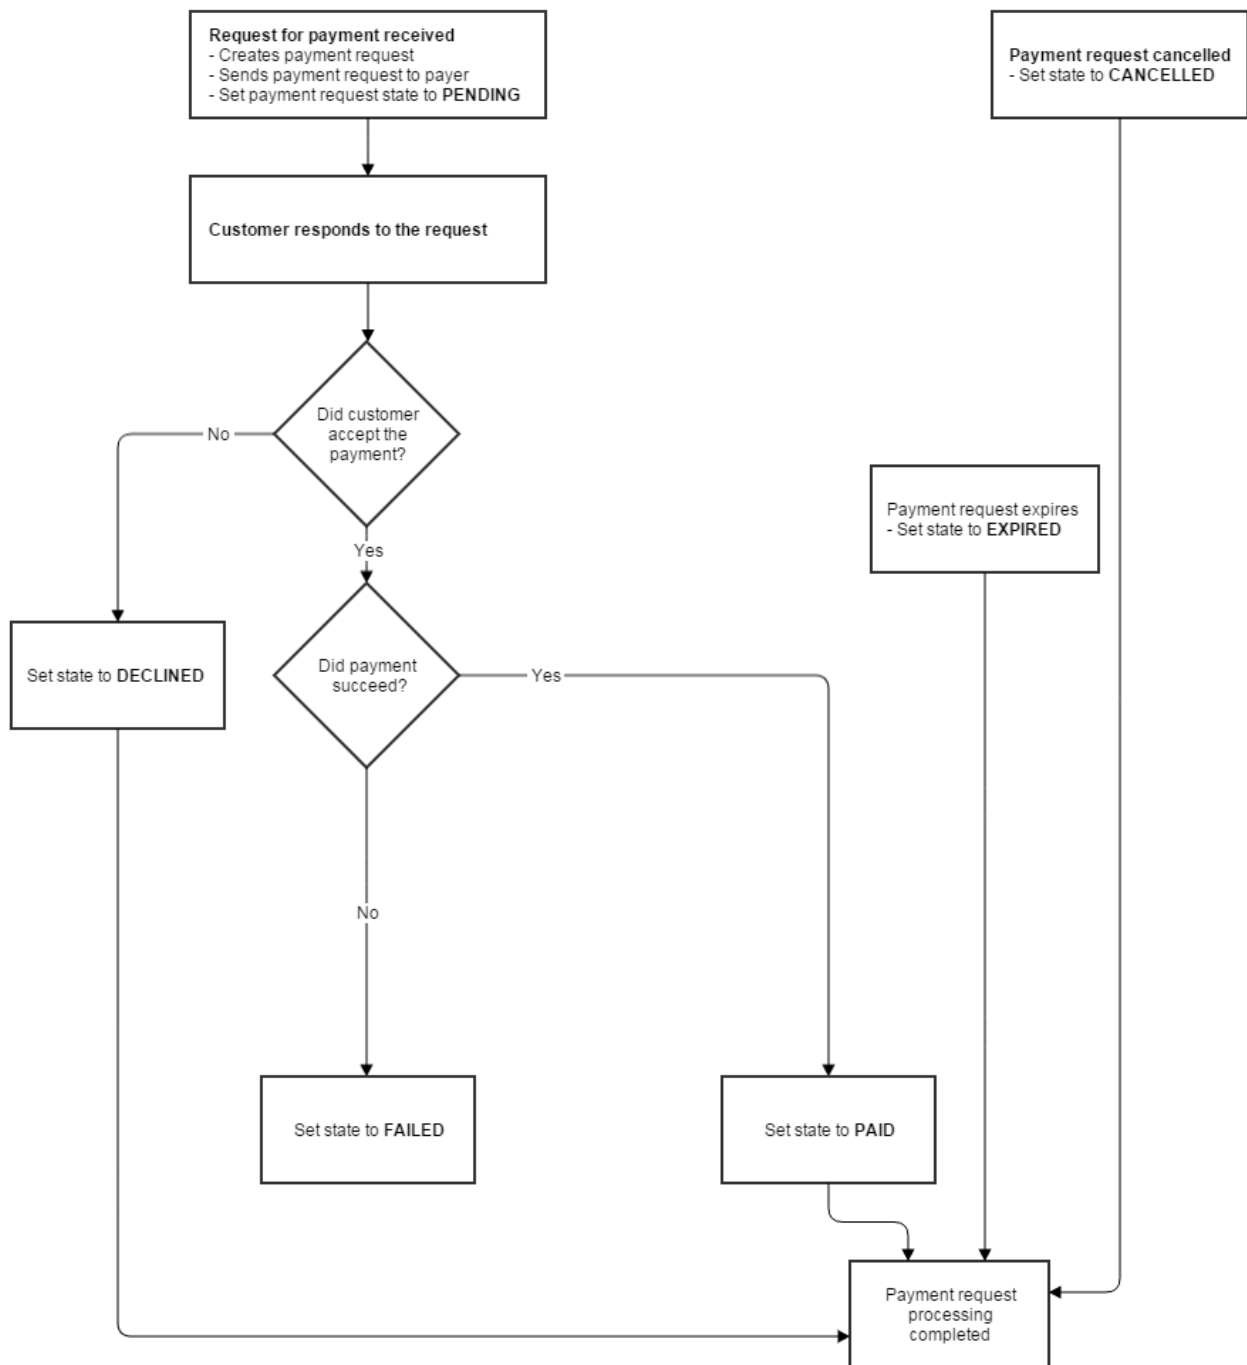 Request for payment received
- Creates payment request
- Sends payment request to payer
- Set payment request state to PENDING
Payment request cancelled
- Set state to CANCELLED
Customer responds to the request
Did customer
accept the
payment?
No
Yes
Payment request expires
- Set state to EXPIRED
Set state to DECLINED
Did payment
succeed?
Yes
No
Set state to FAILED
Set state to PAID
Payment request
processing
completed